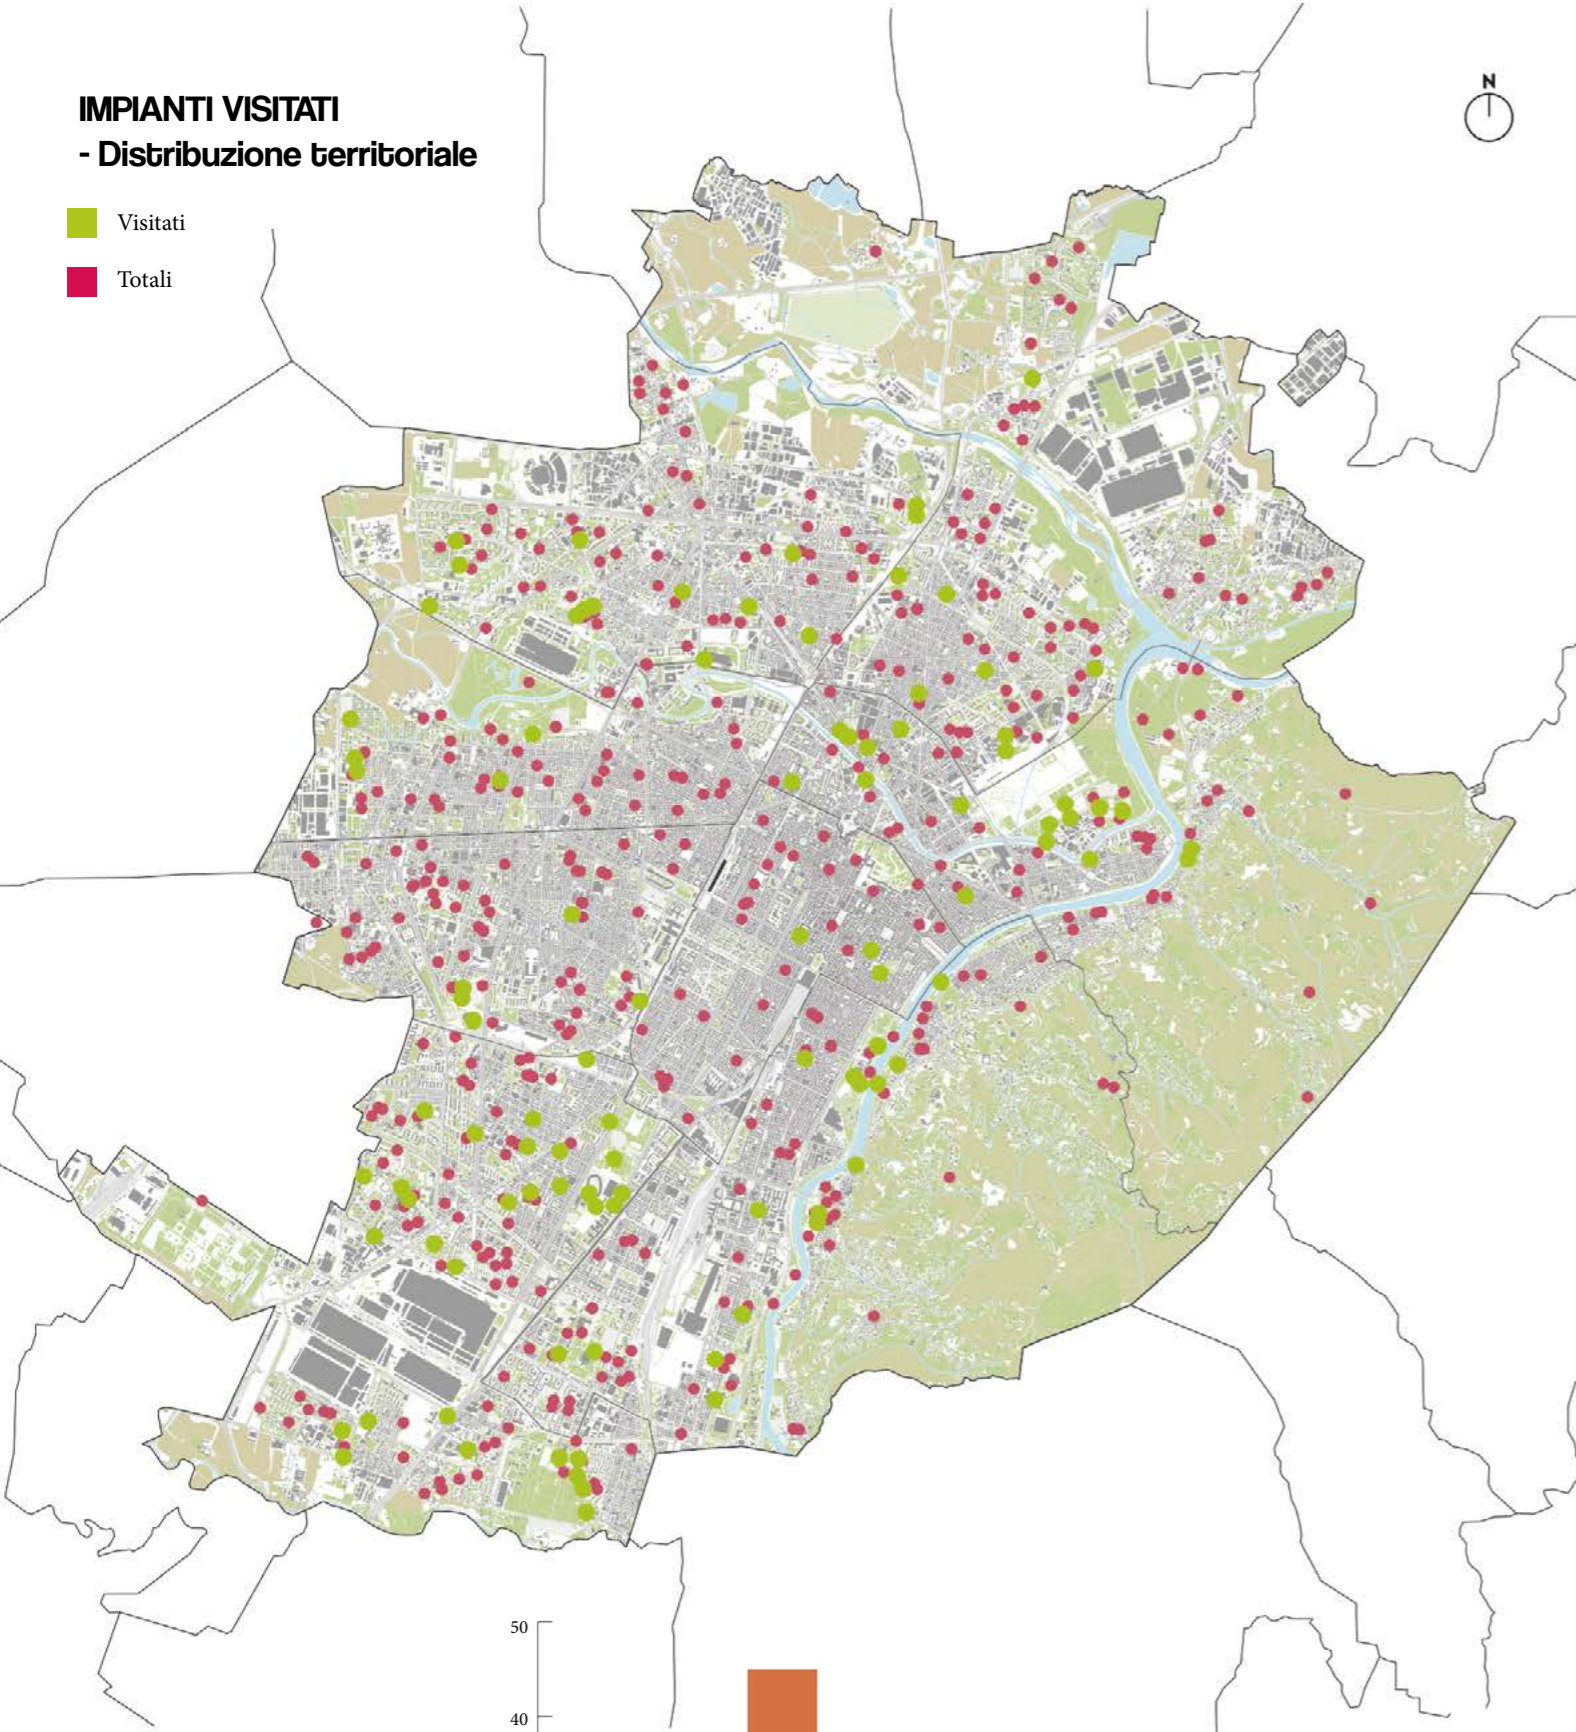 IMPIANTI VISITATI
- Distribuzione territoriale
Visitati
Totali
N
50
40